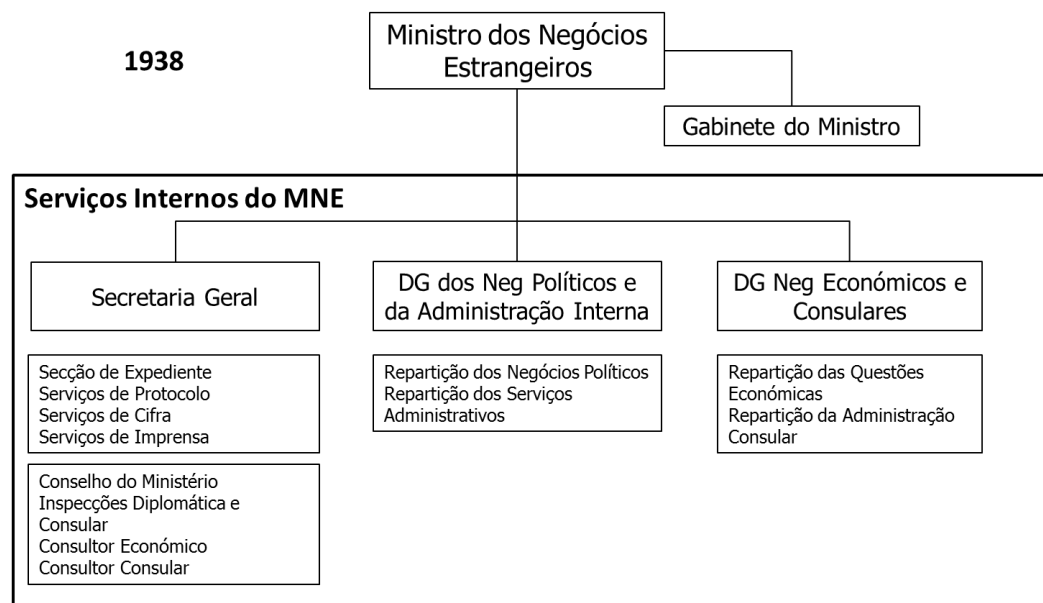 1938
Ministro dos Negócios
Estrangeiros
Gabinete do Ministro
Serviços Internos do MNE
Secretaria Geral
DG dos Neg Políticos e
da Administração Interna
DG Neg Económicos e
Consulares
Secção de Expediente
Serviços de Protocolo
Serviços de Cifra
Serviços de Imprensa
Repartição dos Negócios Políticos
Repartição dos Serviços
Administrativos
Repartição das Questões
Económicas
Repartição da Administração
Consular
Conselho do Ministério
Inspecções Diplomática e
Consular
Consultor Económico
Consultor Consular